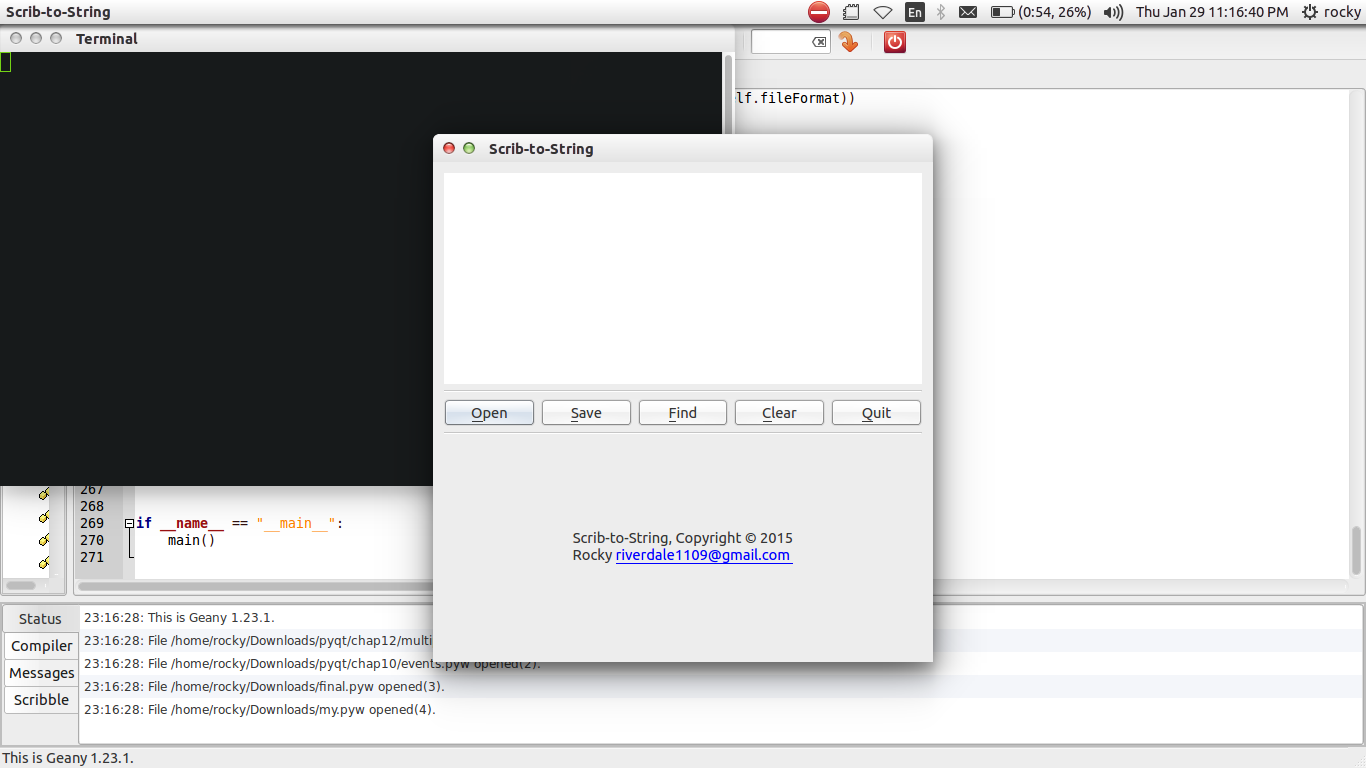 Scrib-to-String
En
(0:54, 26%)
Thu Jan 29 11:16:40 PM
rocky
Terminal
lf.fileFormat))
Scrib-to-String
Open
Save
Find
Clear
Quit
Scrib-to-String, Copyright © 2015
Rocky riverdale1109@gmail.com
267
268
269 if __name__ == "__main__":
270 main()
271
Status
Compiler
Messages
Scribble
23:16:28: This is Geany 1.23.1.
23:16:28: File /home/rocky/Downloads/pyqt/chap12/multi
23:16:28: File /home/rocky/Downloads/pyqt/chap10/events.pyw opened(2).
23:16:28: File /home/rocky/Downloads/final.pyw opened(3).
23:16:28: File /home/rocky/Downloads/my.pyw opened(4).
This is Geany 1.23.1.